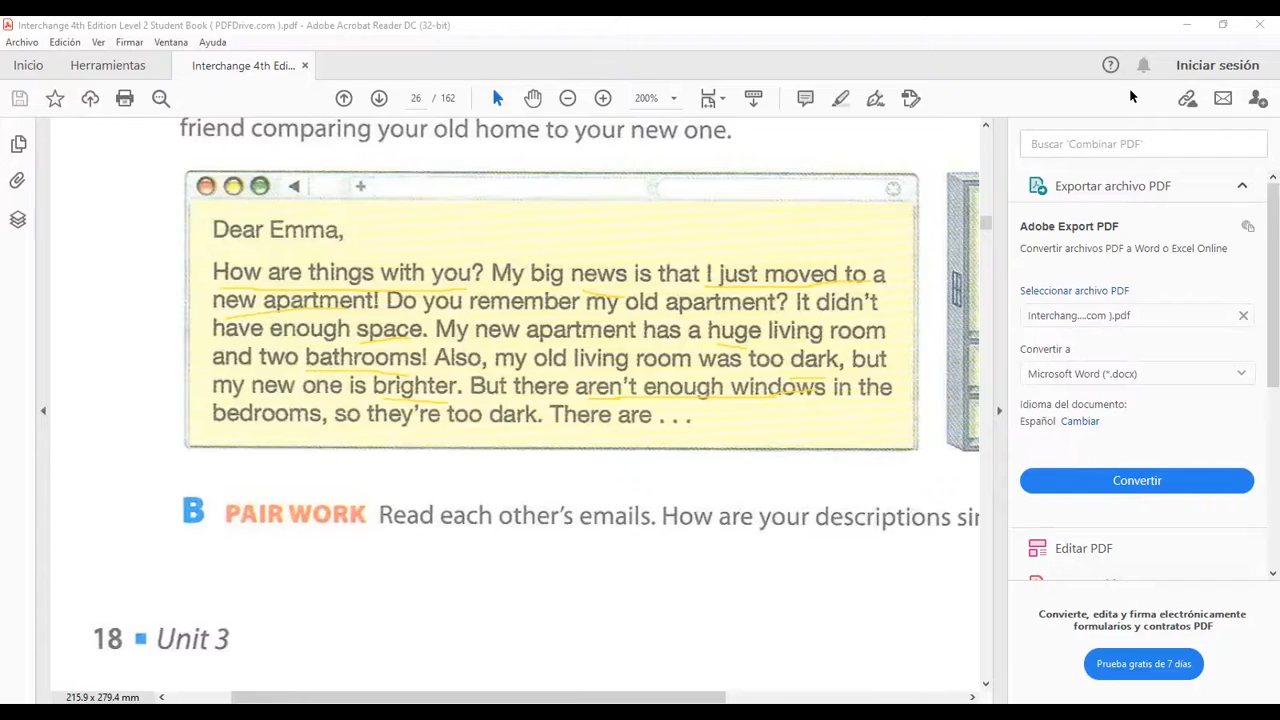 Interchange 4th Edition Level 2 Student Book ( PDFDrive.com ).pdf - Adobe Acrobat Reader DC (32-bit)
Archivo Edición Ver Firmar Ventana Ayuda
Inicio Herramientas Interchange 4th Edi... × Iniciar sesión
26 / 162 200%
friend comparing your old home to your new one.
Dear Emma,
How are things with you? My big news is that I just moved to a
new apartment! Do you remember my old apartment? It didn't
have enough space. My new apartment has a huge living room
and two bathrooms! Also, my old living room was too dark, but
my new one is brighter. But there aren't enough windows in the
bedrooms, so they're too dark. There are . . .
B PAIR WORK Read each other's emails. How are your descriptions si
18 ■ Unit 3
215.9 x 279.4 mm
Buscar 'Combinar PDF'
Exportar archivo PDF
Adobe Export PDF
Convertir archivos PDF a Word o Excel Online
Seleccionar archivo PDF
Interchang....com ).pdf
Convertir a
Microsoft Word (*.docx)
Idioma del documento:
Español Cambiar
Convertir
Editar PDF
Convierte, edita y firma electrónicamente
formularios y contratos PDF
Prueba gratis de 7 días